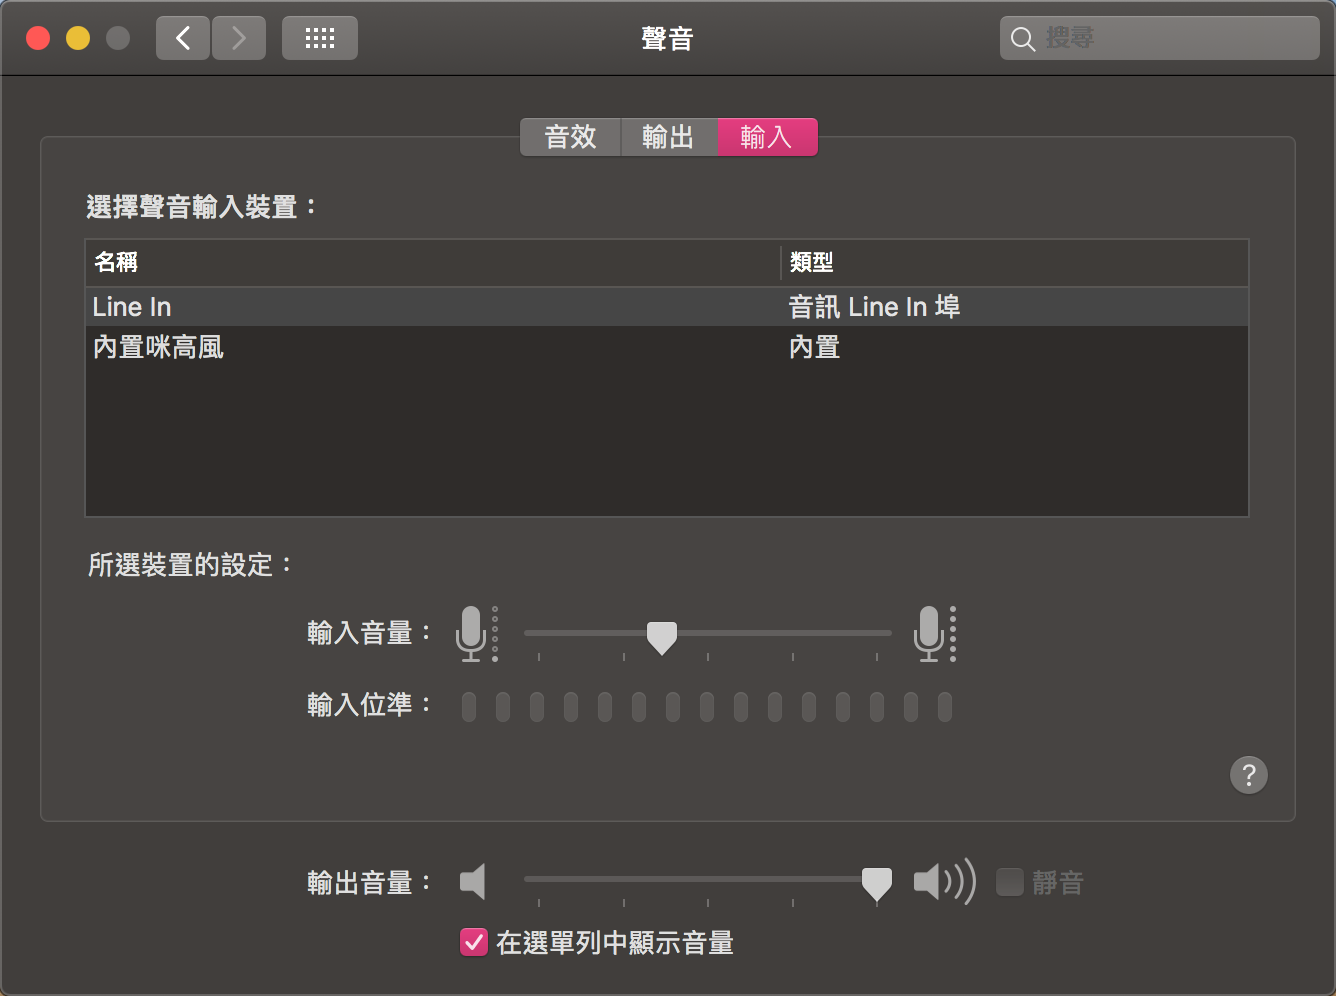 聲音
搜尋
音效 輸出 輸入
選擇聲音輸入裝置：
名稱 類型
Line In 音訊 Line In 埠
內置咪高風 內置
所選裝置的設定：
輸入音量：
輸入位準：
?
輸出音量： 靜音
在選單列中顯示音量